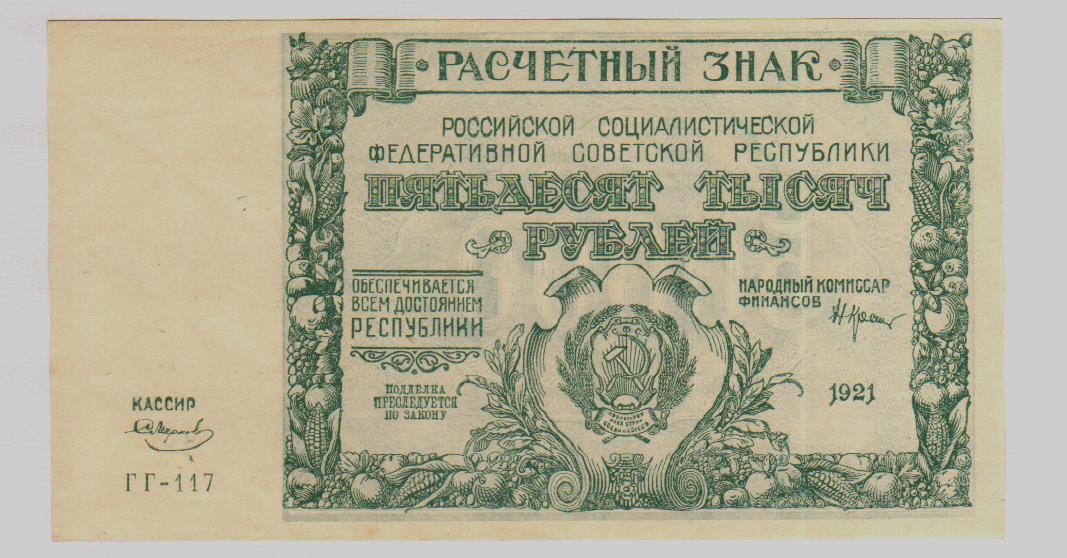 РАСЧЕТНЫЙ ЗНАК
РОССИЙСКОЙ СОЦИАЛИСТИЧЕСКОЙ
ФЕДЕРАТИВНОЙ СОВЕТСКОЙ РЕСПУБЛИКИ
ПЯТЬДЕСЯТ ТЫСЯЧ
РУБЛЕЙ
ОБЕСПЕЧИВАЕТСЯ
ВСЕМ ДОСТОЯНИЕМ
РЕСПУБЛИКИ
ПОДДЕЛКА
ПРЕСЛЕДУЕТСЯ
ПО ЗАКОНУ
НАРОДНЫЙ КОМИССАР
ФИНАНСОВ
1921
КАССИР
ГГ-117